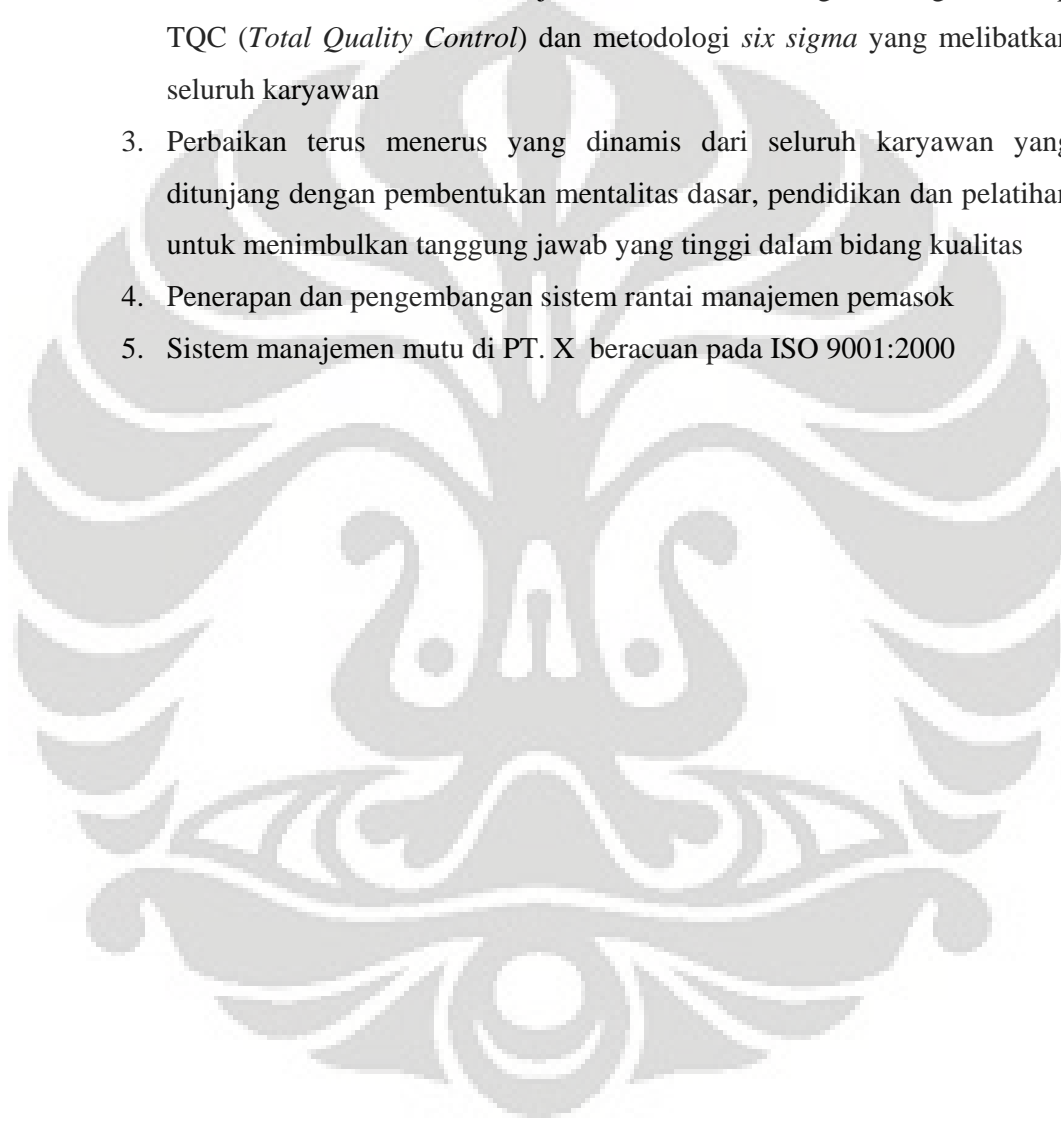 TQC (Total Quality Control) dan metodologi six sigma yang melibatkan
seluruh karyawan
3. Perbaikan terus menerus yang dinamis dari seluruh karyawan yang
ditunjang dengan pembentukan mentalitas dasar, pendidikan dan pelatihan
untuk menimbulkan tanggung jawab yang tinggi dalam bidang kualitas
4. Penerapan dan pengembangan sistem rantai manajemen pemasok
5. Sistem manajemen mutu di PT. X beracuan pada ISO 9001:2000